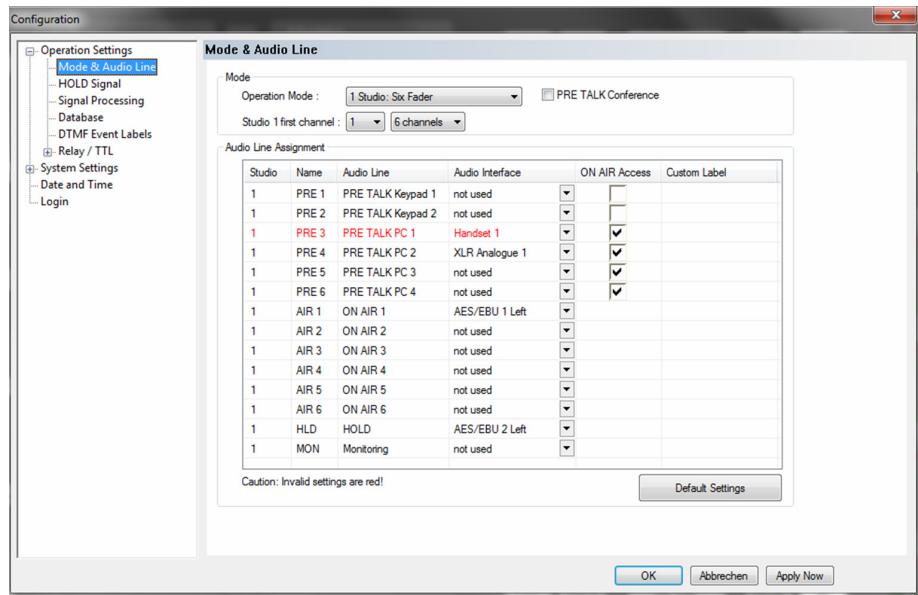 Configuration
Operation Settings
Mode & Audio Line
HOLD Signal
Signal Processing
Database
DTMF Event Labels
Relay / TTL
System Settings
Date and Time
Login
Mode & Audio Line
Mode
Operation Mode : 1 Studio: Six Fader PRE TALK Conference
Studio 1 first channel : 1 6 channels
Audio Line Assignment
Studio Name Audio Line Audio Interface ON AIR Access Custom Label
1 PRE 1 PRE TALK Keypad 1 not used
1 PRE 2 PRE TALK Keypad 2 not used
1 PRE 3 PRE TALK PC 1 Handset 1
1 PRE 4 PRE TALK PC 2 XLR Analogue 1
1 PRE 5 PRE TALK PC 3 not used
1 PRE 6 PRE TALK PC 4 not used
1 AIR 1 ON AIR 1 AES/EBU 1 Left
1 AIR 2 ON AIR 2 not used
1 AIR 3 ON AIR 3 not used
1 AIR 4 ON AIR 4 not used
1 AIR 5 ON AIR 5 not used
1 AIR 6 ON AIR 6 not used
1 HLD HOLD AES/EBU 2 Left
1 MON Monitoring not used
Caution: Invalid settings are red!
Default Settings
OK Abbrechen Apply Now